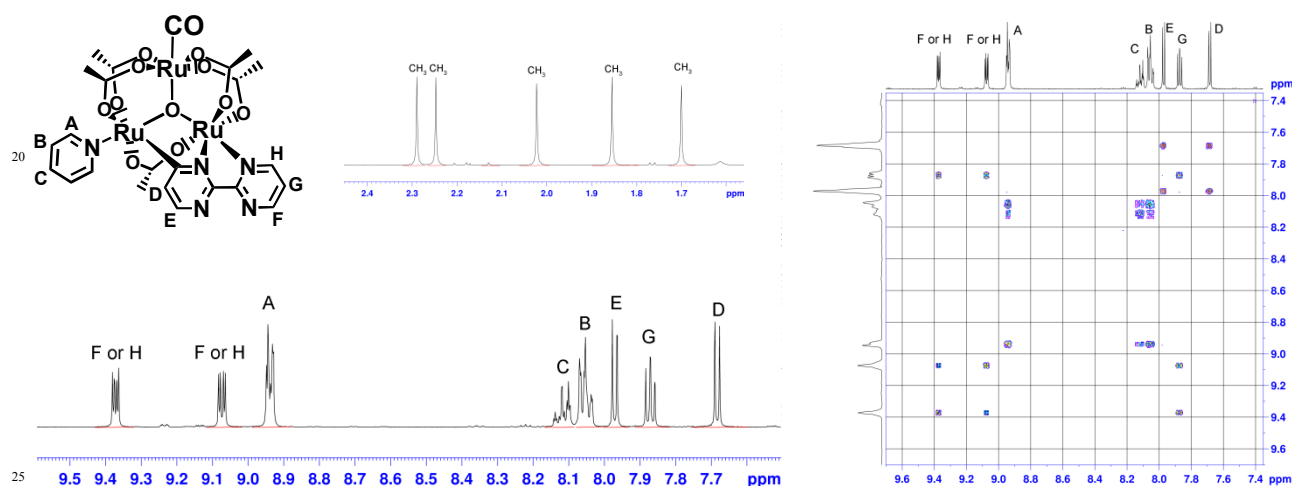 CO
O Ru O O
O O
O O O
Ru O Ru
A
B N
C
O O
N N H
D G
E N N F
20
CH3 CH3 CH3 CH3 CH3
2.4 2.3 2.2 2.1 2.0 1.9 1.8 1.7 ppm
F or H F or H A C B E G D
9.5 9.4 9.3 9.2 9.1 9.0 8.9 8.8 8.7 8.6 8.5 8.4 8.3 8.2 8.1 8.0 7.9 7.8 7.7 ppm
25
F or H F or H A C B E G D
ppm
7.4
7.6
7.8
8.0
8.2
8.4
8.6
8.8
9.0
9.2
9.4
9.6
9.6 9.4 9.2 9.0 8.8 8.6 8.4 8.2 8.0 7.8 7.6 7.4 ppm